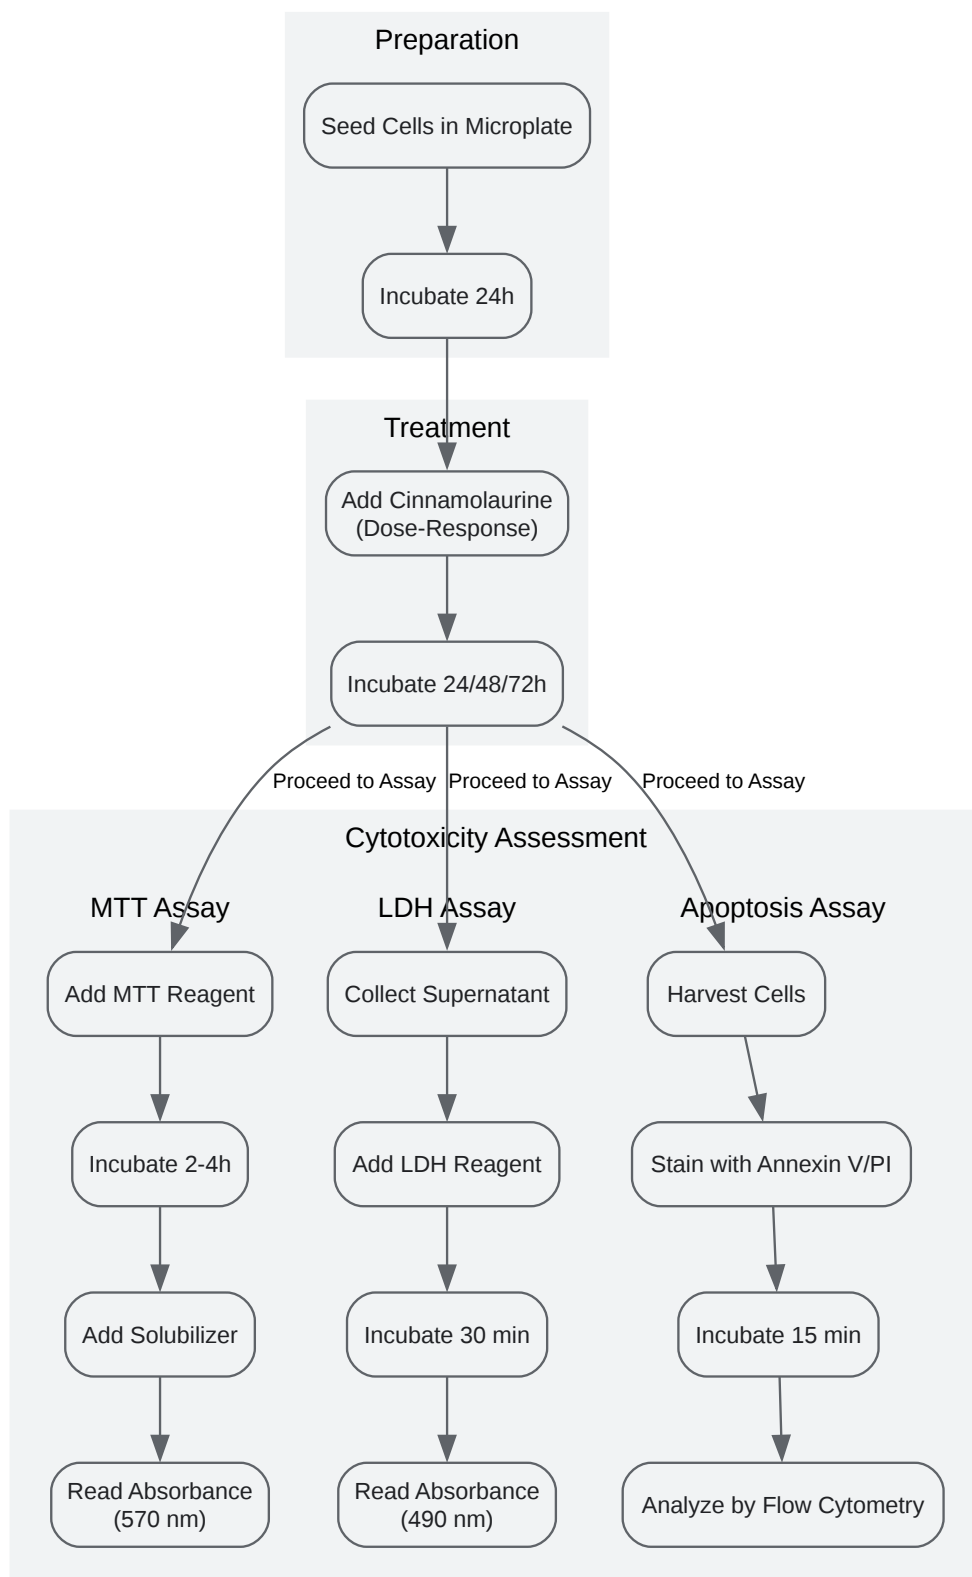 Preparation
Seed Cells in Microplate
Incubate 24h
Treatment
Add Cinnamolaurine
(Dose-Response)
Incubate 24/48/72h
Proceed to Assay
Proceed to Assay
Proceed to Assay
Cytotoxicity Assessment
MTT Assay
Add MTT Reagent
Incubate 2-4h
Add Solubilizer
Read Absorbance
(570 nm)
LDH Assay
Collect Supernatant
Add LDH Reagent
Incubate 30 min
Read Absorbance
(490 nm)
Apoptosis Assay
Harvest Cells
Stain with Annexin V/PI
Incubate 15 min
Analyze by Flow Cytometry